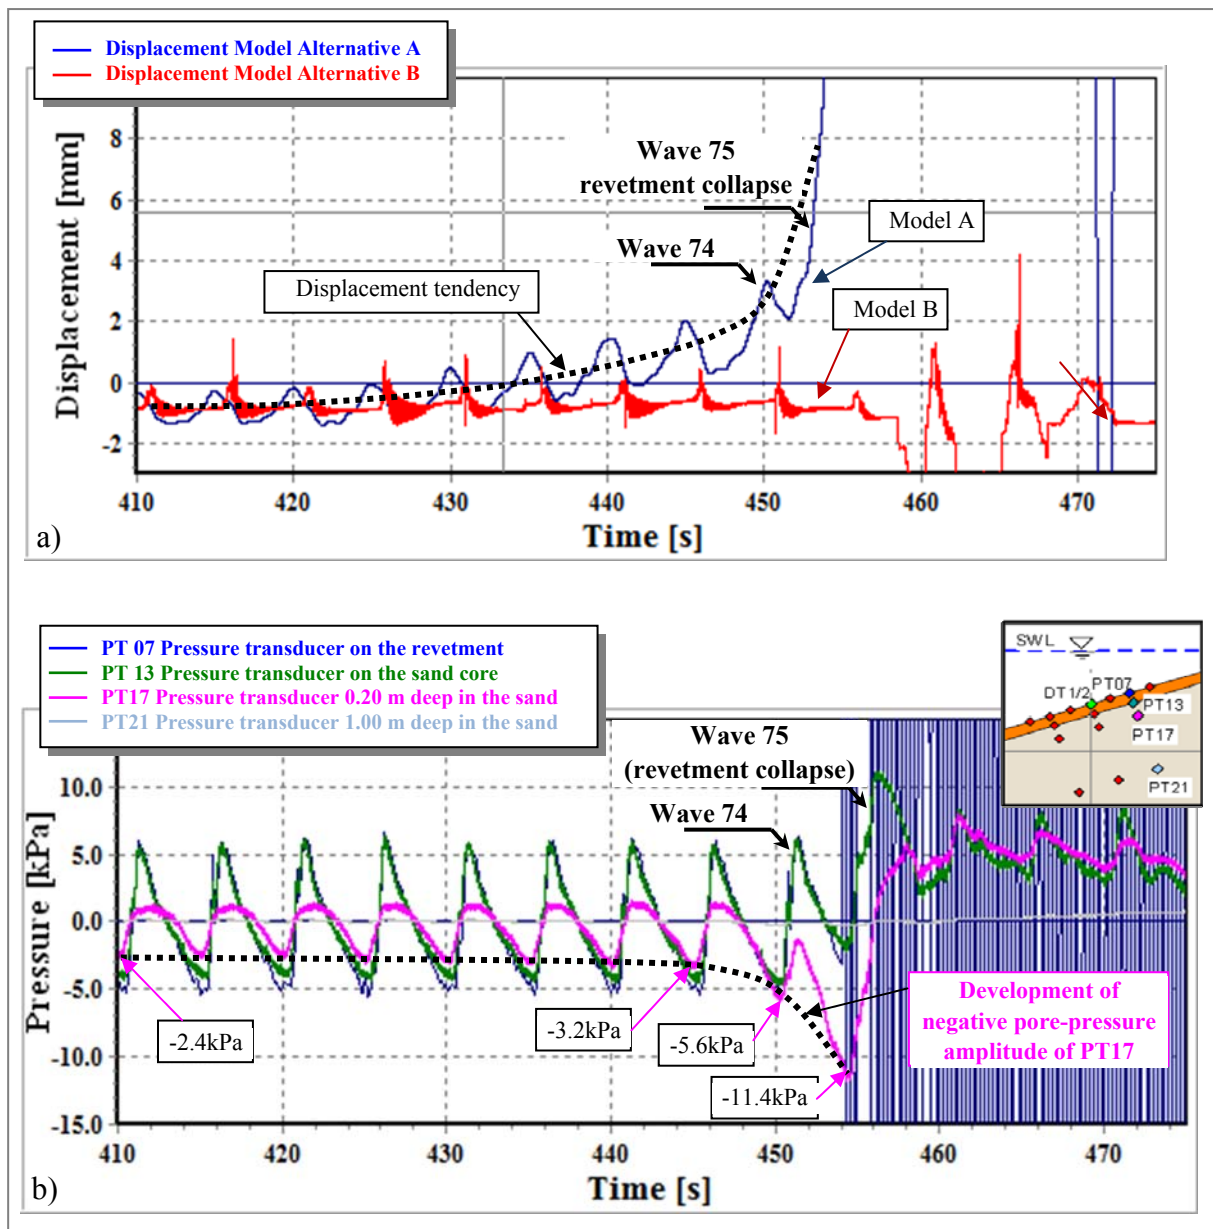 Displacement Model Alternative A
Displacement Model Alternative B
Displacement [mm]
8
6
4
2
0
-2
Wave 75
revetment collapse
Wave 74
Model A
Displacement tendency
Model B
410
420
430
440
450
460
470
Time [s]
a)
PT 07 Pressure transducer on the revetment
PT 13 Pressure transducer on the sand core
PT17 Pressure transducer 0.20 m deep in the sand
PT21 Pressure transducer 1.00 m deep in the sand
SWL
DT1/2
PT07
PT13
PT17
PT21
Pressure [kPa]
10.0
5.0
0.0
-5.0
-10.0
-15.0
Wave 75
(revetment collapse)
Wave 74
-2.4kPa
-3.2kPa
-5.6kPa
-11.4kPa
Development of
negative pore-pressure
amplitude of PT17
410
420
430
440
450
460
470
Time [s]
b)